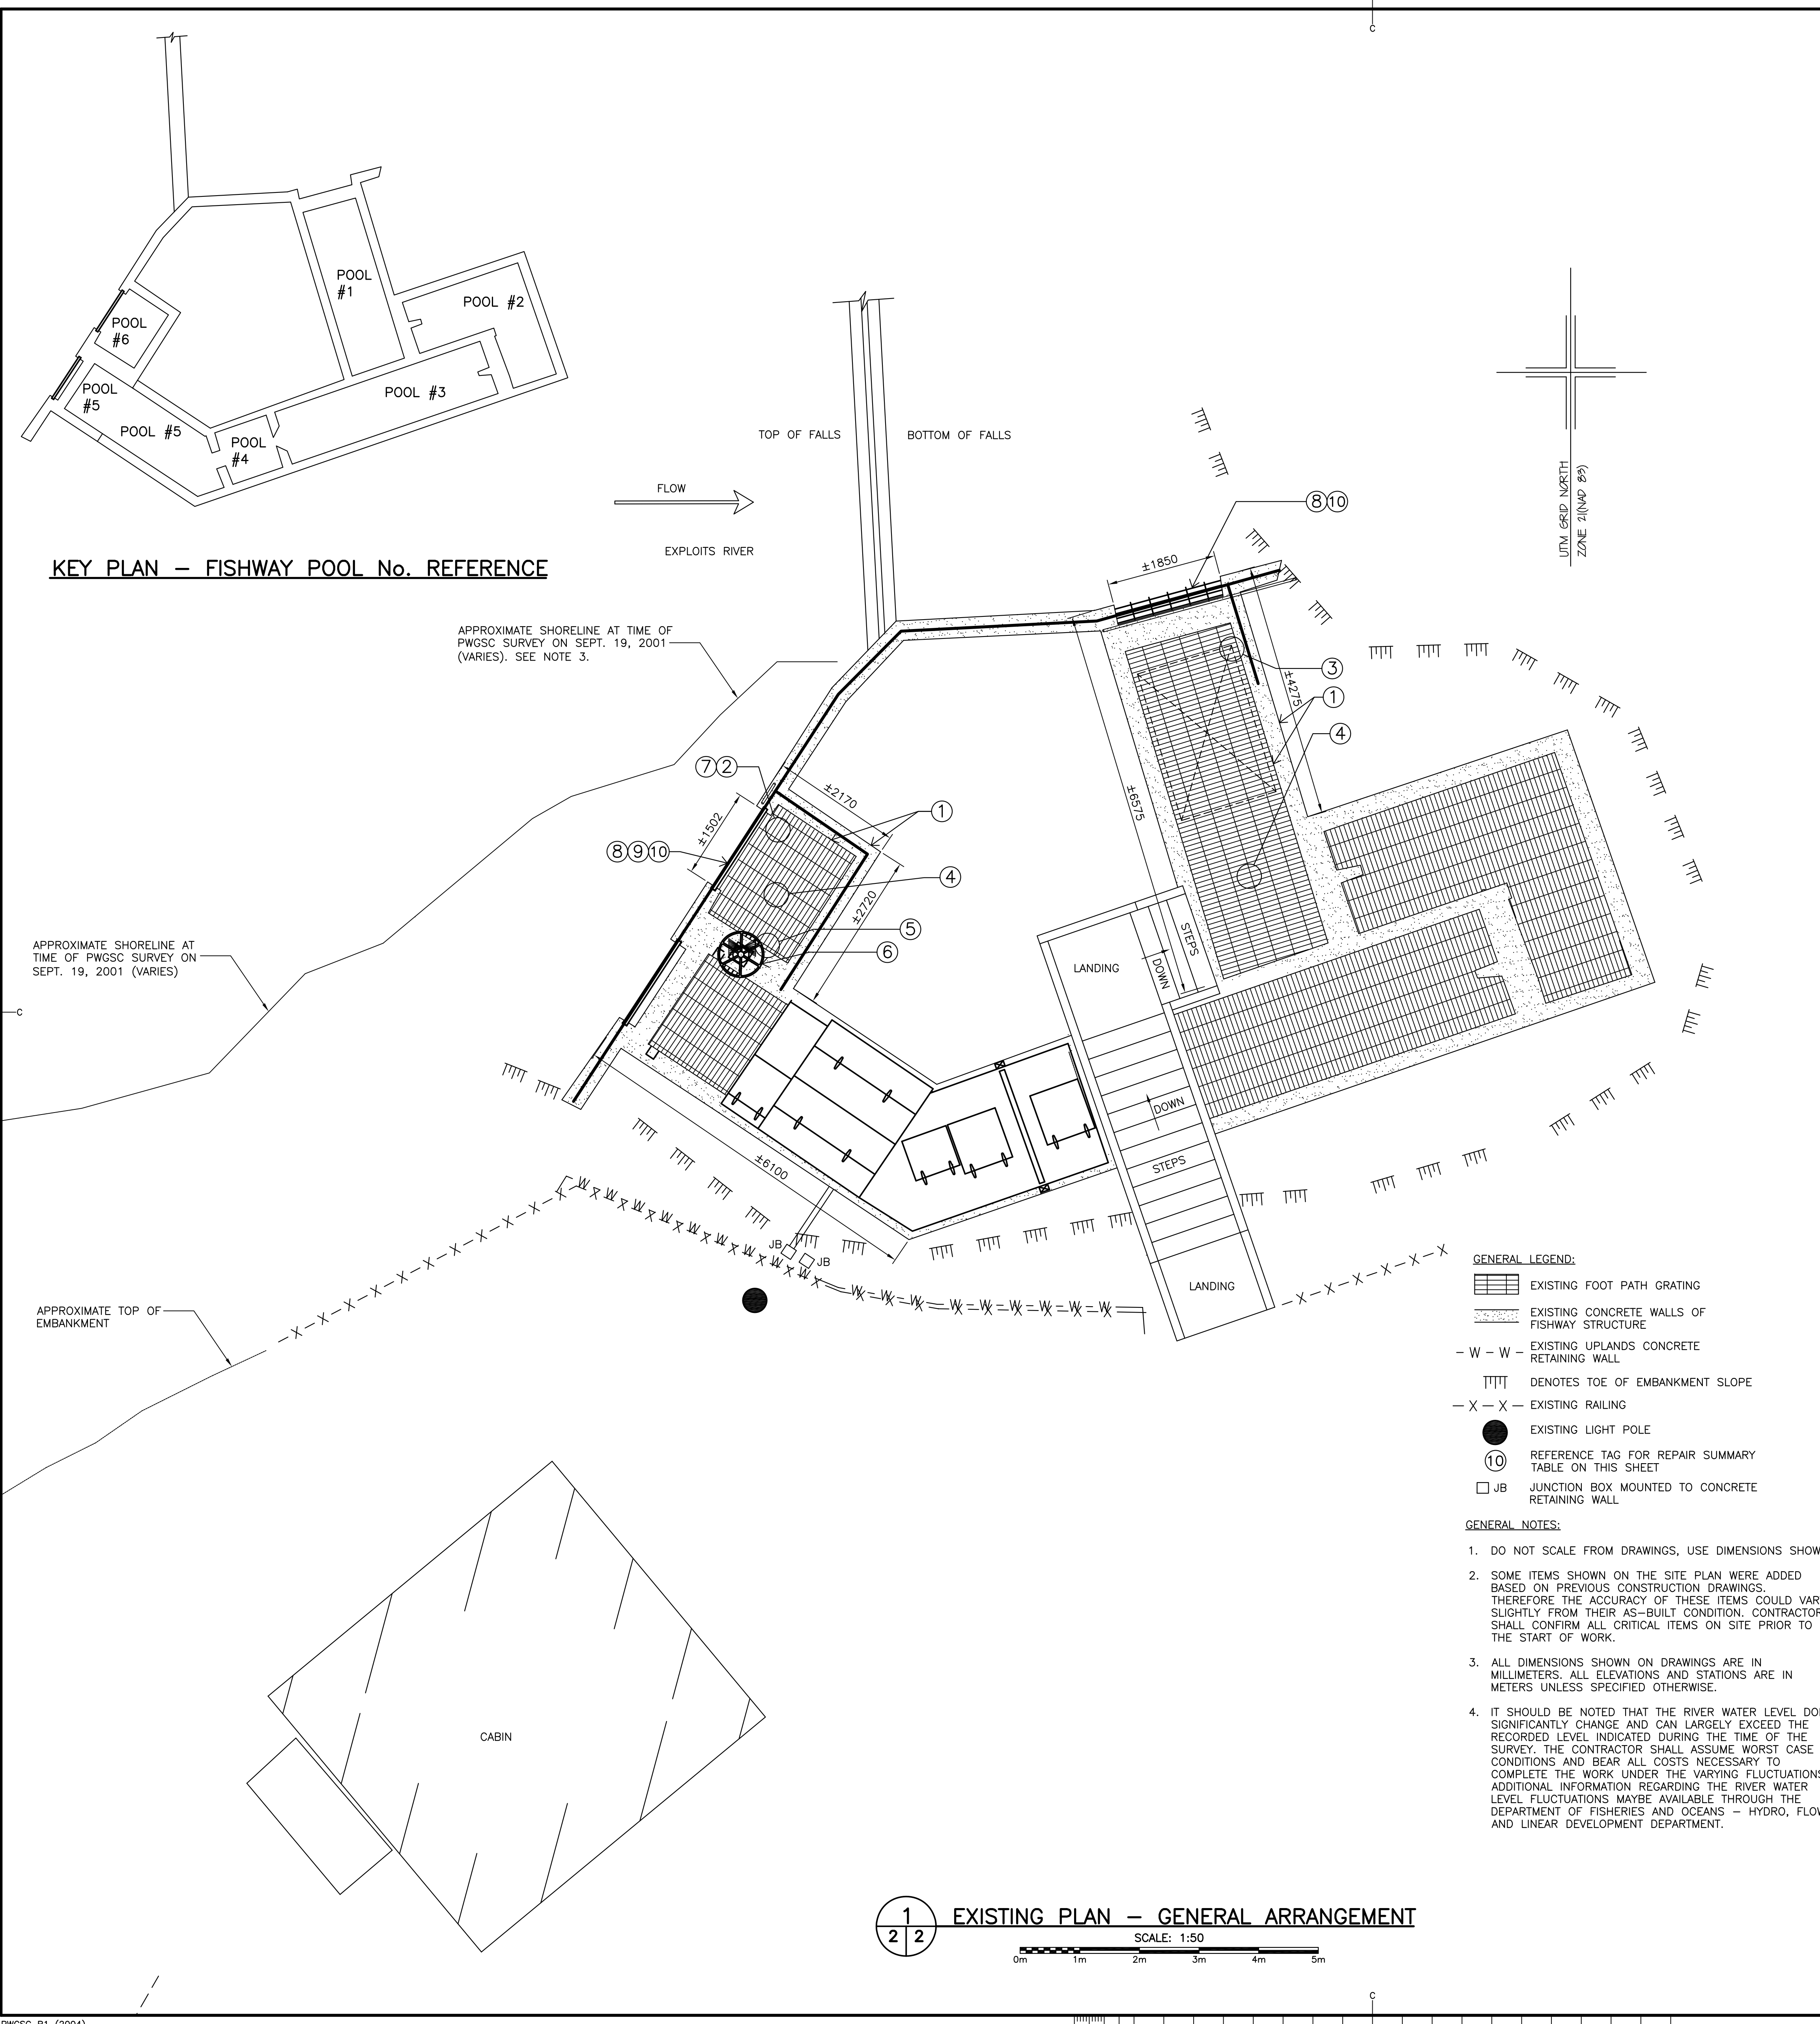 C
POOL
#1
POOL #2
POOL
#6
POOL #3
POOL
#5
POOL #5
POOL
#4
KEY PLAN – FISHWAY POOL No. REFERENCE
TOP OF FALLS
BOTTOM OF FALLS
FLOW
EXPLOITS RIVER
UTM GRID NORTH
ZONE 21(NAD 83)
8 10
±1850
APPROXIMATE SHORELINE AT TIME OF
PWGSC SURVEY ON SEPT. 19, 2001
(VARIES). SEE NOTE 3.
3
±4275
1
4
7 2
±2170
±6575
1
±1502
8 9 10
4
±2720
5
6
APPROXIMATE SHORELINE AT
TIME OF PWGSC SURVEY ON
SEPT. 19, 2001 (VARIES)
STEPS
LANDING
DOWN
C
DOWN
STEPS
±6100
W W W W W W W W W
X X X X X X X X X
JB
JB
W W W W W W W
X X X X X X X
LANDING
APPROXIMATE TOP OF
EMBANKMENT
GENERAL LEGEND:
EXISTING FOOT PATH GRATING
EXISTING CONCRETE WALLS OF
FISHWAY STRUCTURE
– W – W – EXISTING UPLANDS CONCRETE
RETAINING WALL
DENOTES TOE OF EMBANKMENT SLOPE
– X – X – EXISTING RAILING
EXISTING LIGHT POLE
10 REFERENCE TAG FOR REPAIR SUMMARY
TABLE ON THIS SHEET
JB JUNCTION BOX MOUNTED TO CONCRETE
RETAINING WALL
GENERAL NOTES:
1. DO NOT SCALE FROM DRAWINGS, USE DIMENSIONS SHOW
2. SOME ITEMS SHOWN ON THE SITE PLAN WERE ADDED
BASED ON PREVIOUS CONSTRUCTION DRAWINGS.
THEREFORE THE ACCURACY OF THESE ITEMS COULD VAR
SLIGHTLY FROM THEIR AS–BUILT CONDITION. CONTRACTOR
SHALL CONFIRM ALL CRITICAL ITEMS ON SITE PRIOR TO
THE START OF WORK.
3. ALL DIMENSIONS SHOWN ON DRAWINGS ARE IN
MILLIMETERS. ALL ELEVATIONS AND STATIONS ARE IN
METERS UNLESS SPECIFIED OTHERWISE.
4. IT SHOULD BE NOTED THAT THE RIVER WATER LEVEL DO
SIGNIFICANTLY CHANGE AND CAN LARGELY EXCEED THE
RECORDED LEVEL INDICATED DURING THE TIME OF THE
SURVEY. THE CONTRACTOR SHALL ASSUME WORST CASE
CONDITIONS AND BEAR ALL COSTS NECESSARY TO
COMPLETE THE WORK UNDER THE VARYING FLUCTUATIONS
ADDITIONAL INFORMATION REGARDING THE RIVER WATER
LEVEL FLUCTUATIONS MAYBE AVAILABLE THROUGH THE
DEPARTMENT OF FISHERIES AND OCEANS – HYDRO, FLOW
AND LINEAR DEVELOPMENT DEPARTMENT.
CABIN
1
2 2
EXISTING PLAN – GENERAL ARRANGEMENT
SCALE: 1:50
0m 1m 2m 3m 4m 5m
C